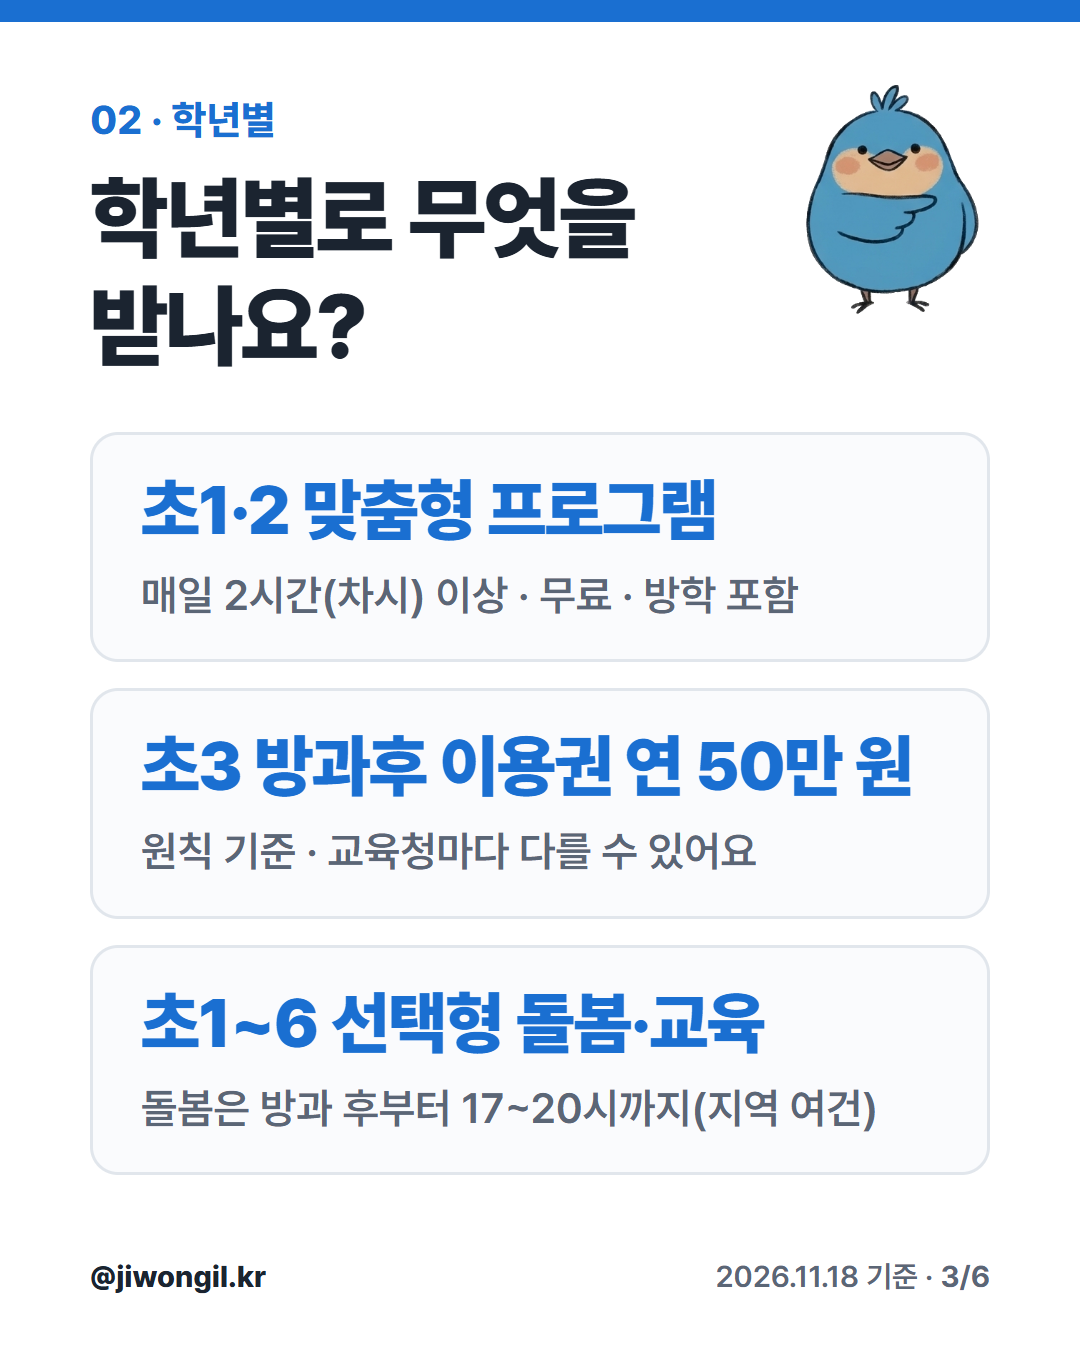 02 · 학년별
학년별로 무엇을
받나요?
초1·2 맞춤형 프로그램
매일 2시간(차시) 이상 · 무료 · 방학 포함
초3 방과후 이용권 연 50만 원
원칙 기준 · 교육청마다 다를 수 있어요
초1~6 선택형 돌봄·교육
돌봄은 방과 후부터 17~20시까지(지역 여건)
@jiwongil.kr
2026.11.18 기준 · 3/6